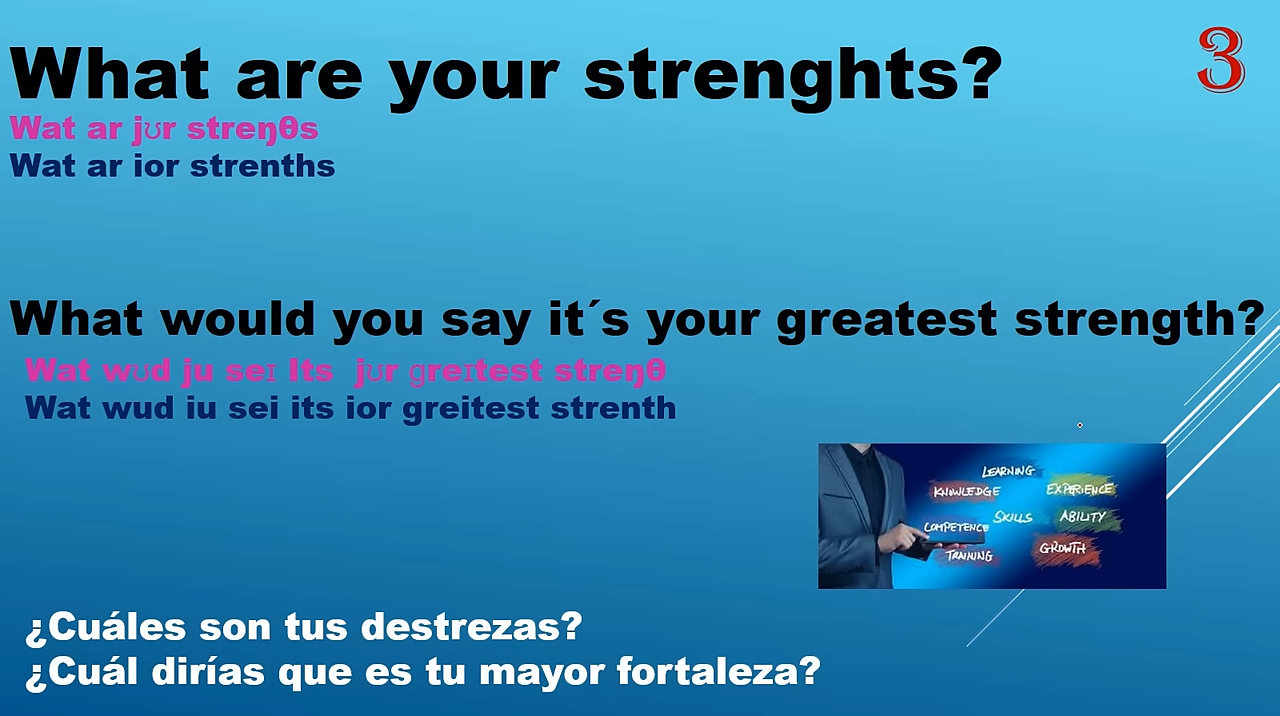 What are your strenghts?
3
Wat ar jʊr streŋθs
Wat ar ior strenths
What would you say it´s your greatest strength?
Wat wʊd ju seɪ Its jʊr greɪtest streŋθ
Wat wud iu sei its ior greitest strenth
LEARNING
KNOWLEDGE
EXPERIENCE
SKILLS
ABILITY
COMPETENCE
TRAINING
GROWTH
¿Cuáles son tus destrezas?
¿Cuál dirías que es tu mayor fortaleza?